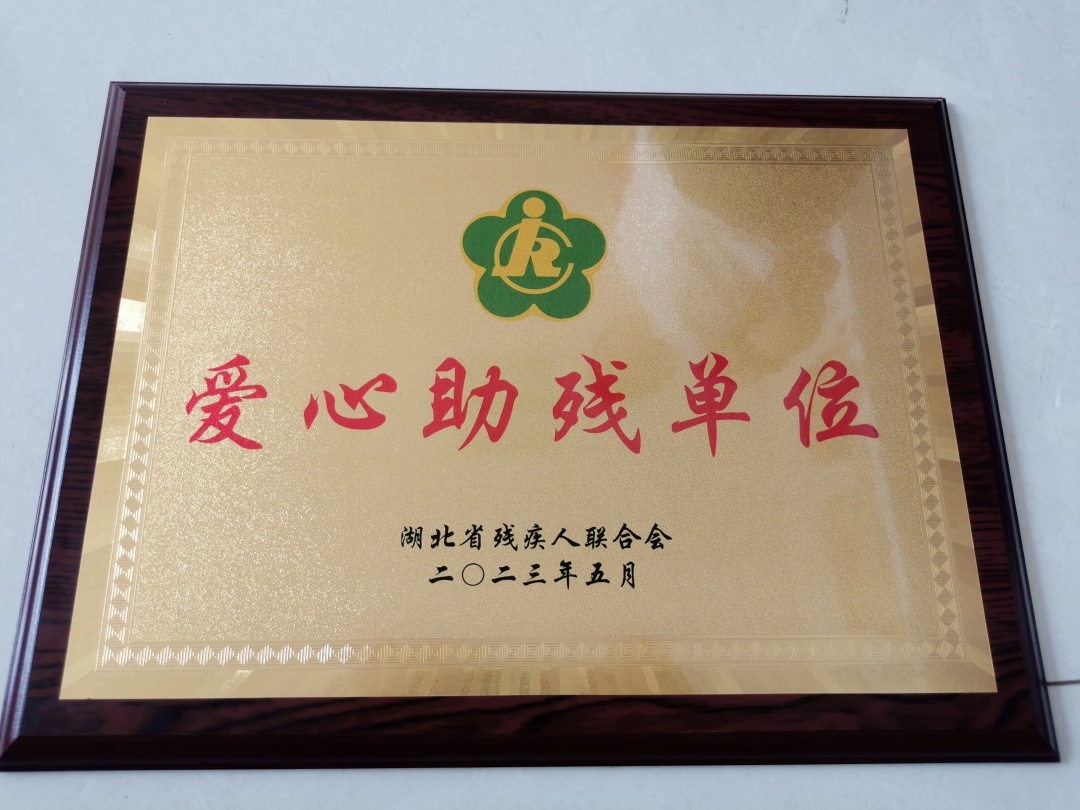 爱心助残单位
湖北省残疾人联合会
二〇二三年五月